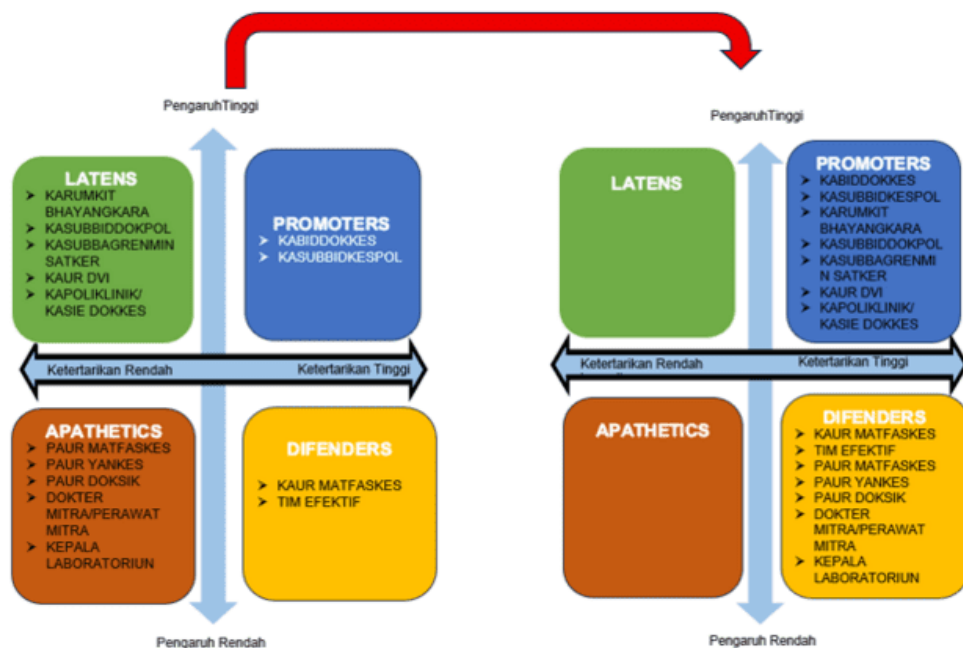 PengaruhTinggi
LATENS
➤ KARUMKIT
BHAYANGKARA
➤ KASUBBIDDOKPOL
➤ KASUBBAGRENMIN
SATKER
➤ KAUR DVI
➤ KAPOLIKLINIK/
KASIE DOKKES
PROMOTERS
➤ KABIDDOKKES
➤ KASUBBIDKESPOL
Ketertarikan Rendah
Ketertarikan Tinggi
APATHETICS
➤ PAUR MATFASKES
➤ PAUR YANKES
➤ PAUR DOKSIK
➤ DOKTER
MITRA/PERAWAT
MITRA
➤ KEPALA
LABORATORIUN
DIFENDERS
➤ KAUR MATFASKES
➤ TIM EFEKTIF
Pengaruh Rendah
PengaruhTinggi
LATENS
PROMOTERS
➤ KABIDDOKKES
➤ KASUBBIDKESPOL
➤ KARUMKIT
BHAYANGKARA
➤ KASUBBIDDOKPOL
➤ KASUBBAGRENMI
N SATKER
➤ KAUR DVI
➤ KAPOLIKLINIK/
KASIE DOKKES
Ketertarikan Rendah
Ketertarikan Tinggi
APATHETICS
DIFENDERS
➤ KAUR MATFASKES
➤ TIM EFEKTIF
➤ PAUR MATFASKES
➤ PAUR YANKES
➤ PAUR DOKSIK
➤ DOKTER
MITRA/PERAWAT
MITRA
➤ KEPALA
LABORATORIUN
Pengaruh Rendah